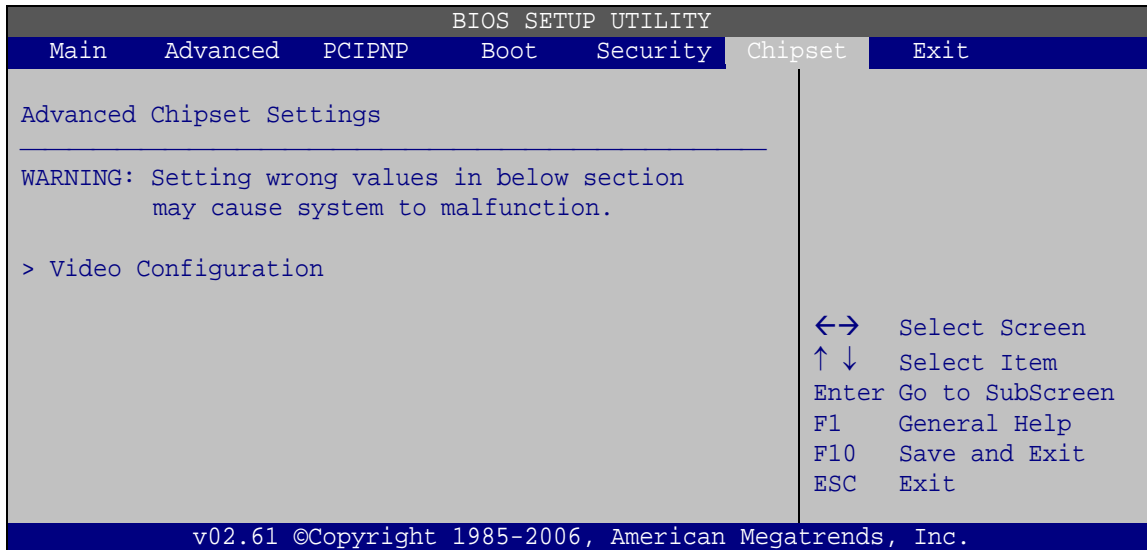 BIOS SETUP UTILITY
Main Advanced PCIPNP Boot Security Chipset Exit
Advanced Chipset Settings
WARNING: Setting wrong values in below section
may cause system to malfunction.
> Video Configuration
←→ Select Screen
↑ ↓ Select Item
Enter Go to SubScreen
F1 General Help
F10 Save and Exit
ESC Exit
v02.61 ©Copyright 1985-2006, American Megatrends, Inc.